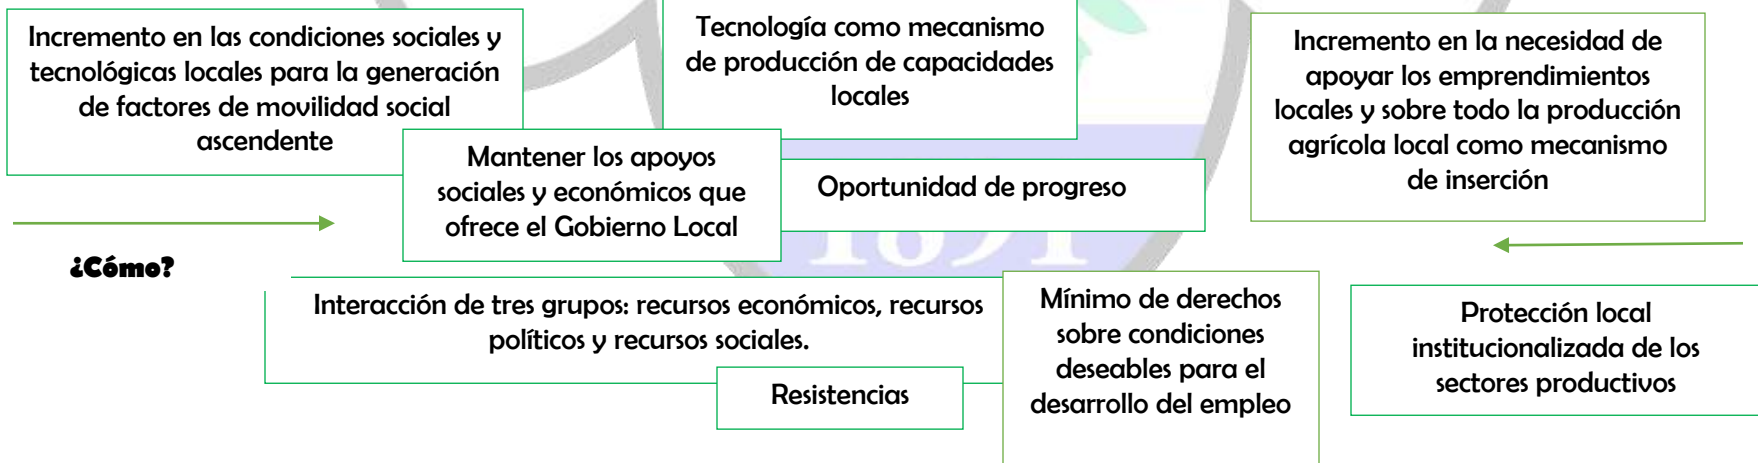 Incremento en las condiciones sociales y
tecnológicas locales para la generación
de factores de movilidad social
ascendente
Tecnología como mecanismo
de producción de capacidades
locales
Incremento en la necesidad de
apoyar los emprendimientos
locales y sobre todo la producción
agrícola local como mecanismo
de inserción
Mantener los apoyos
sociales y económicos que
ofrece el Gobierno Local
Oportunidad de progreso
1891
¿Cómo?
Interacción de tres grupos: recursos económicos, recursos
políticos y recursos sociales.
Resistencias
Mínimo de derechos
sobre condiciones
deseables para el
desarrollo del empleo
Protección local
institucionalizada de los
sectores productivos